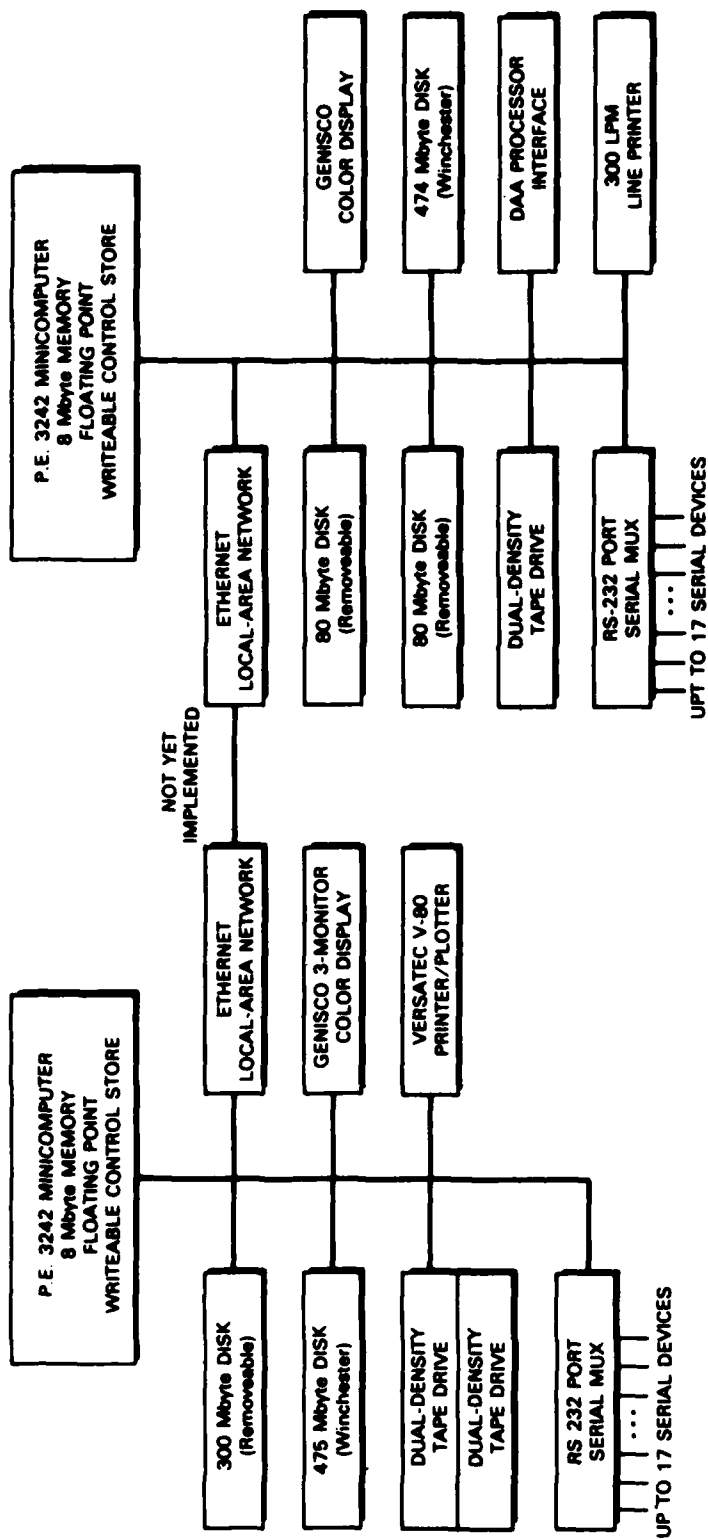 P.E. 3242 MINICOMPUTER
8 Mbyte MEMORY
FLOATING POINT
WRITEABLE CONTROL STORE
300 Mbyte DISK
(Removeable)
ETHERNET
LOCAL-AREA NETWORK
475 Mbyte DISK
(Winchester)
GENISCO 3-MONITOR
COLOR DISPLAY
DUAL-DENSITY
TAPE DRIVE
DUAL-DENSITY
TAPE DRIVE
VERSATEC V-80
PRINTER/PLOTTER
RS 232 PORT
SERIAL MUX
...
UP TO 17 SERIAL DEVICES
NOT YET
IMPLEMENTED
P.E. 3242 MINICOMPUTER
8 Mbyte MEMORY
FLOATING POINT
WRITEABLE CONTROL STORE
ETHERNET
LOCAL-AREA NETWORK
80 Mbyte DISK
(Removeable)
GENISCO
COLOR DISPLAY
80 Mbyte DISK
(Removeable)
474 Mbyte DISK
(Winchester)
DUAL-DENSITY
TAPE DRIVE
DAA PROCESSOR
INTERFACE
RS-232 PORT
SERIAL MUX
300 LPM
LINE PRINTER
...
UPT TO 17 SERIAL DEVICES